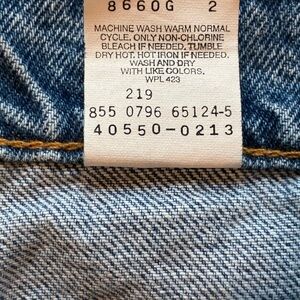 8660G 2
MACHINE WASH WARM NORMAL
CYCLE. ONLY NON-CHLORINE
BLEACH IF NEEDED. TUMBLE
DRY HOT. HOT IRON IF NEEDED.
WASH AND DRY
WITH LIKE COLORS.
WPL 423
219
855 0796 65124-5
40550-0213